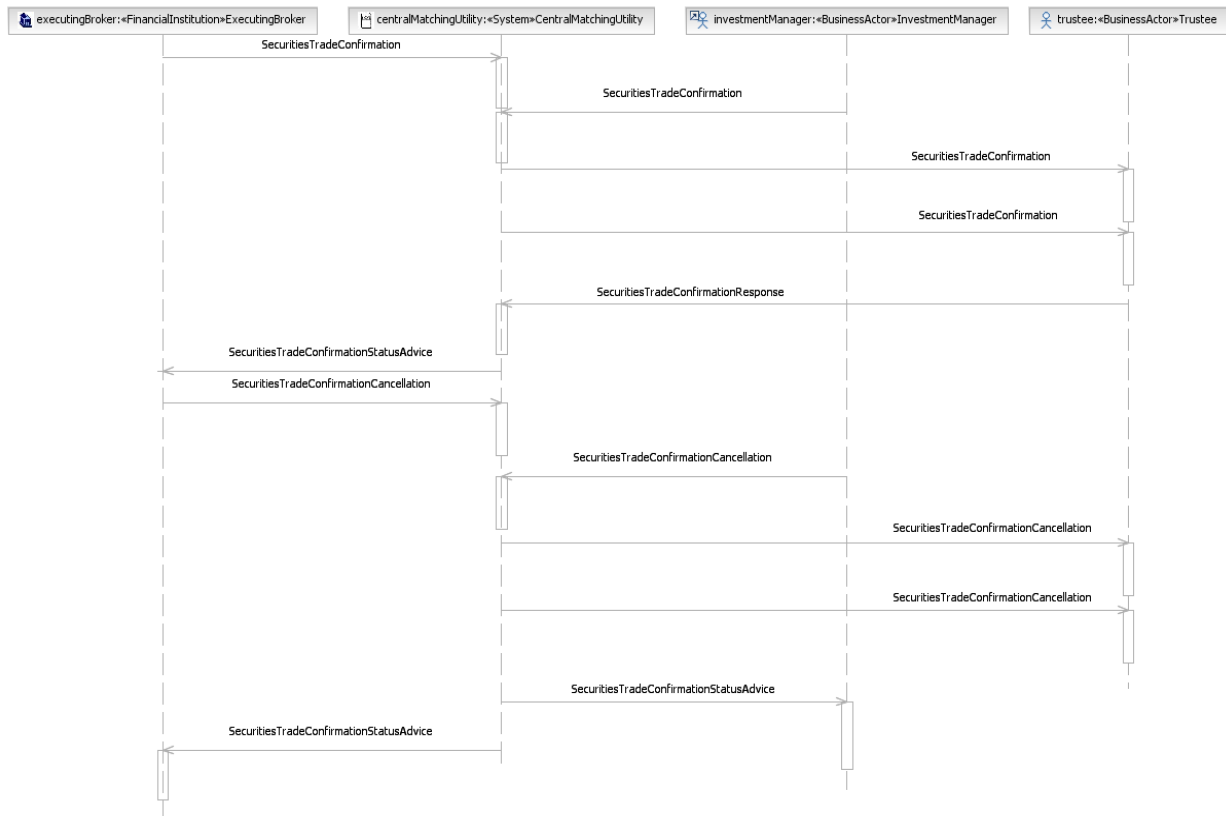 executingBroker:«FinancialInstitution»ExecutingBroker
centralMatchingUtility:«System»CentralMatchingUtility
investmentManager:«BusinessActor»InvestmentManager
trustee:«BusinessActor»Trustee
SecuritiesTradeConfirmation
SecuritiesTradeConfirmation
SecuritiesTradeConfirmation
SecuritiesTradeConfirmation
SecuritiesTradeConfirmationResponse
SecuritiesTradeConfirmationStatusAdvice
SecuritiesTradeConfirmationCancellation
SecuritiesTradeConfirmationCancellation
SecuritiesTradeConfirmationCancellation
SecuritiesTradeConfirmationCancellation
SecuritiesTradeConfirmationStatusAdvice
SecuritiesTradeConfirmationStatusAdvice